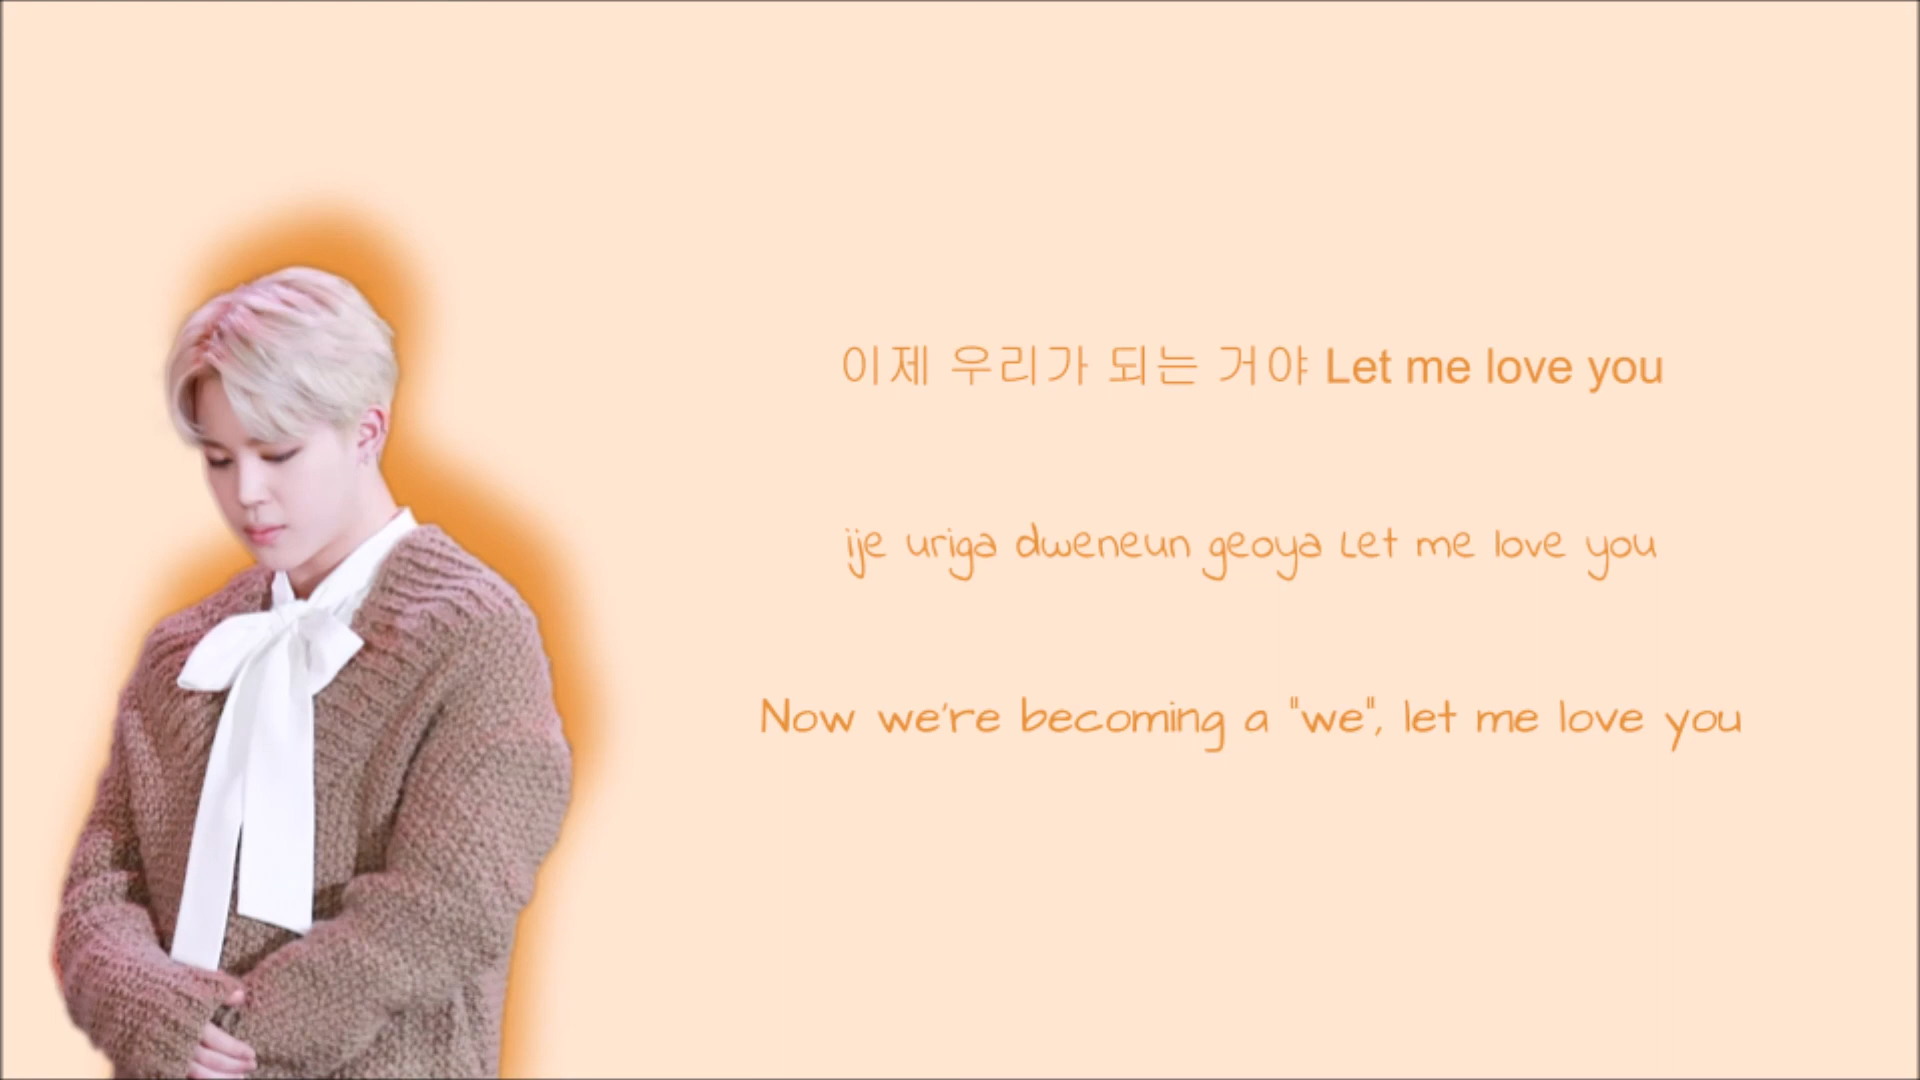 이제 우리가 되는 거야 Let me love you
ije uriga dweneun geoya Let me love you
Now we're becoming a "we", let me love you